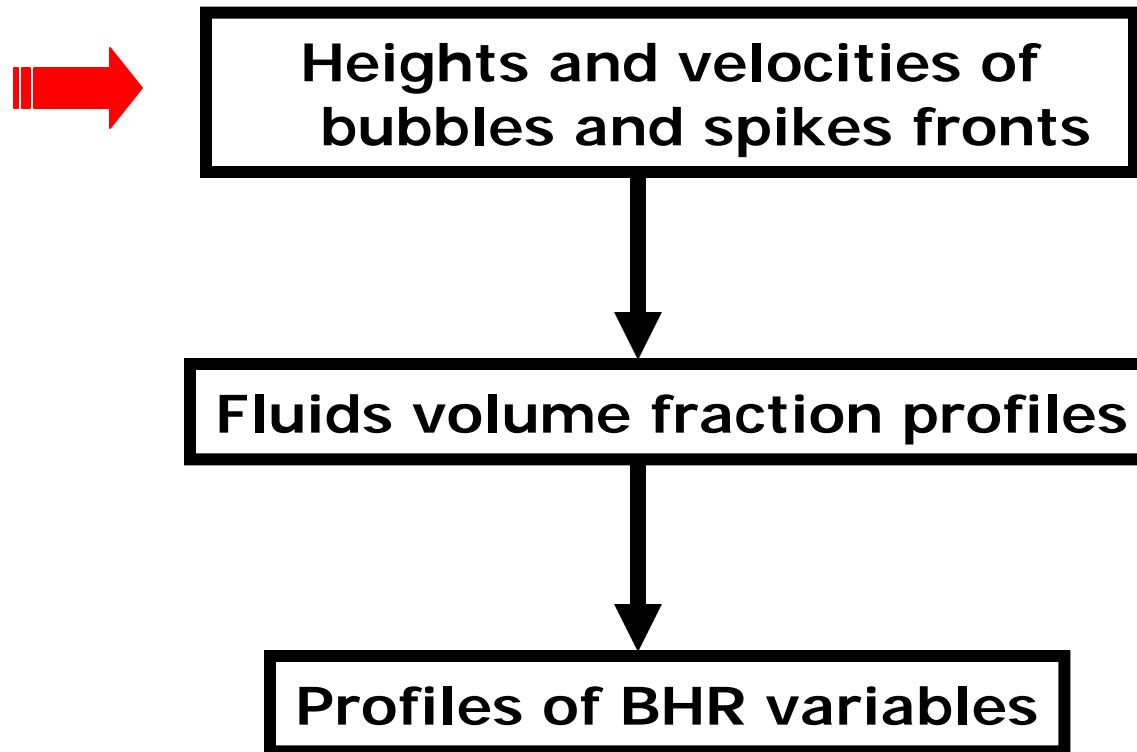 Heights and velocities of
bubbles and spikes fronts
Fluids volume fraction profiles
Profiles of BHR variables